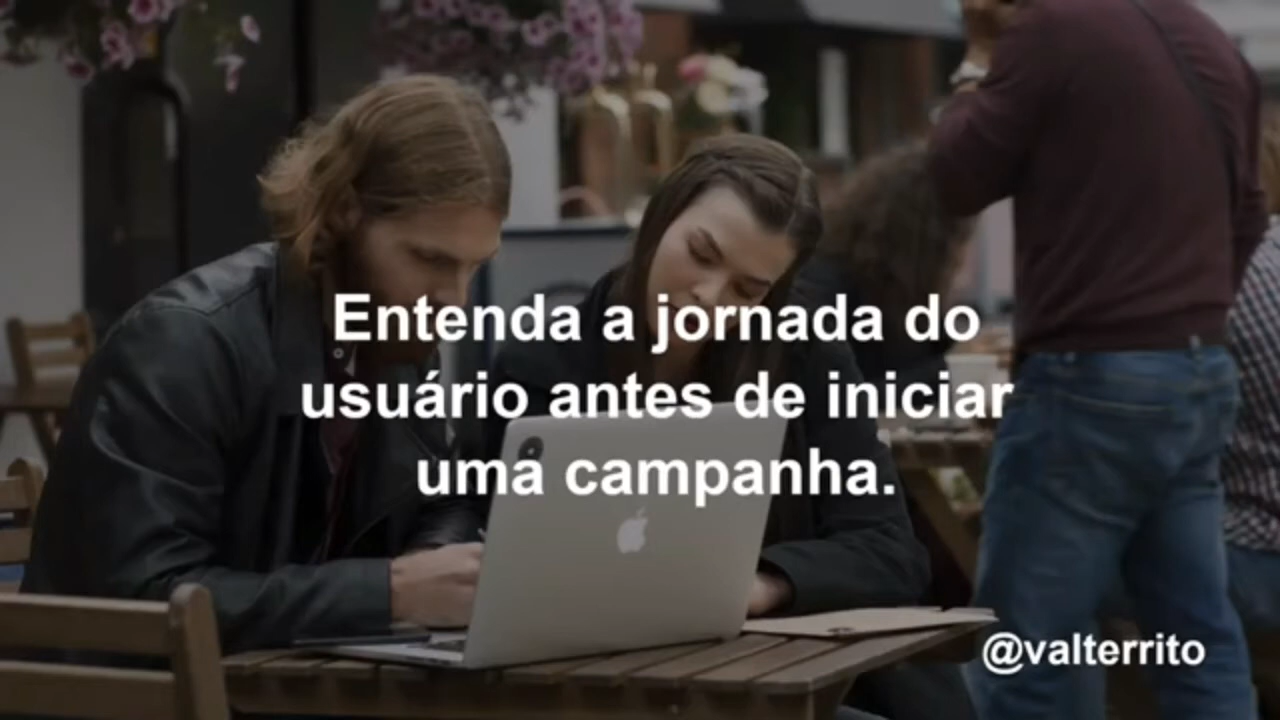 Entenda a jornada do
usuário antes de iniciar
uma campanha.
@valterrito